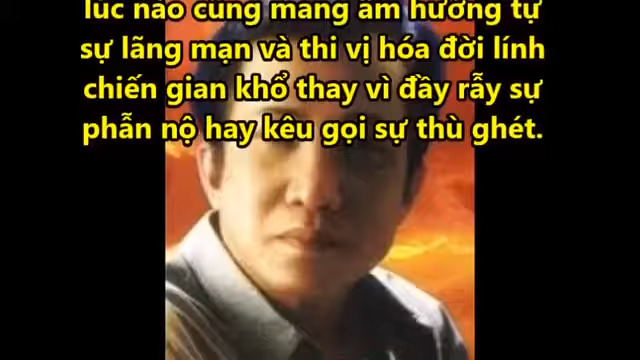 lúc nào cũng mang âm hưởng tự
sự lãng mạn và thi vị hóa đời lính
chiến gian khổ thay vì đầy rẫy sự
phẫn nộ hay kêu gọi sự thù ghét.